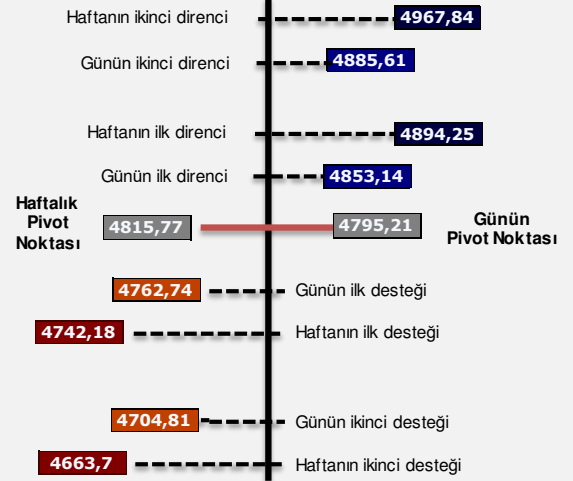 Haftanın ikinci direnci 4967,84
Günün ikinci direnci 4885,61
Haftanın ilk direnci 4894,25
Günün ilk direnci 4853,14
Haftalık
Pivot
Noktası
4815,77
4795,21
Günün
Pivot Noktası
4762,74 Günün ilk desteği
4742,18 Haftanın ilk desteği
4704,81 Günün ikinci desteği
4663,7 Haftanın ikinci desteği